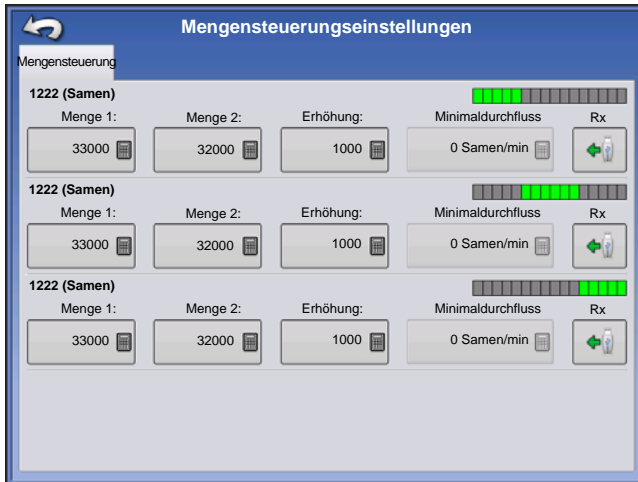 Mengensteuerungseinstellungen
Mengensteuerung
1222 (Samen)
Menge 1: Menge 2: Erhöhung: Minimaldurchfluss Rx
33000 32000 1000 0 Samen/min
1222 (Samen)
Menge 1: Menge 2: Erhöhung: Minimaldurchfluss Rx
33000 32000 1000 0 Samen/min
1222 (Samen)
Menge 1: Menge 2: Erhöhung: Minimaldurchfluss Rx
33000 32000 1000 0 Samen/min